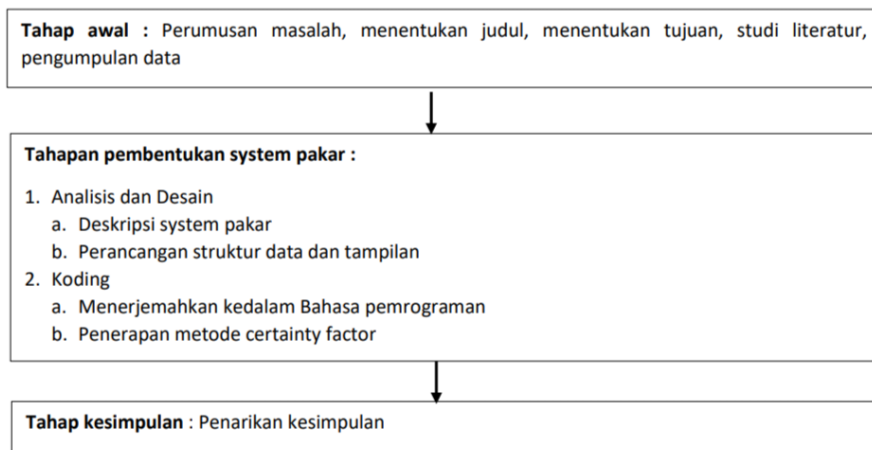 Tahap awal : Perumusan masalah, menentukan judul, menentukan tujuan, studi literatur,
pengumpulan data
Tahapan pembentukan system pakar :
1. Analisis dan Desain
a. Deskripsi system pakar
b. Perancangan struktur data dan tampilan
2. Koding
a. Menerjemahkan kedalam Bahasa pemrograman
b. Penerapan metode certainty factor
Tahap kesimpulan : Penarikan kesimpulan